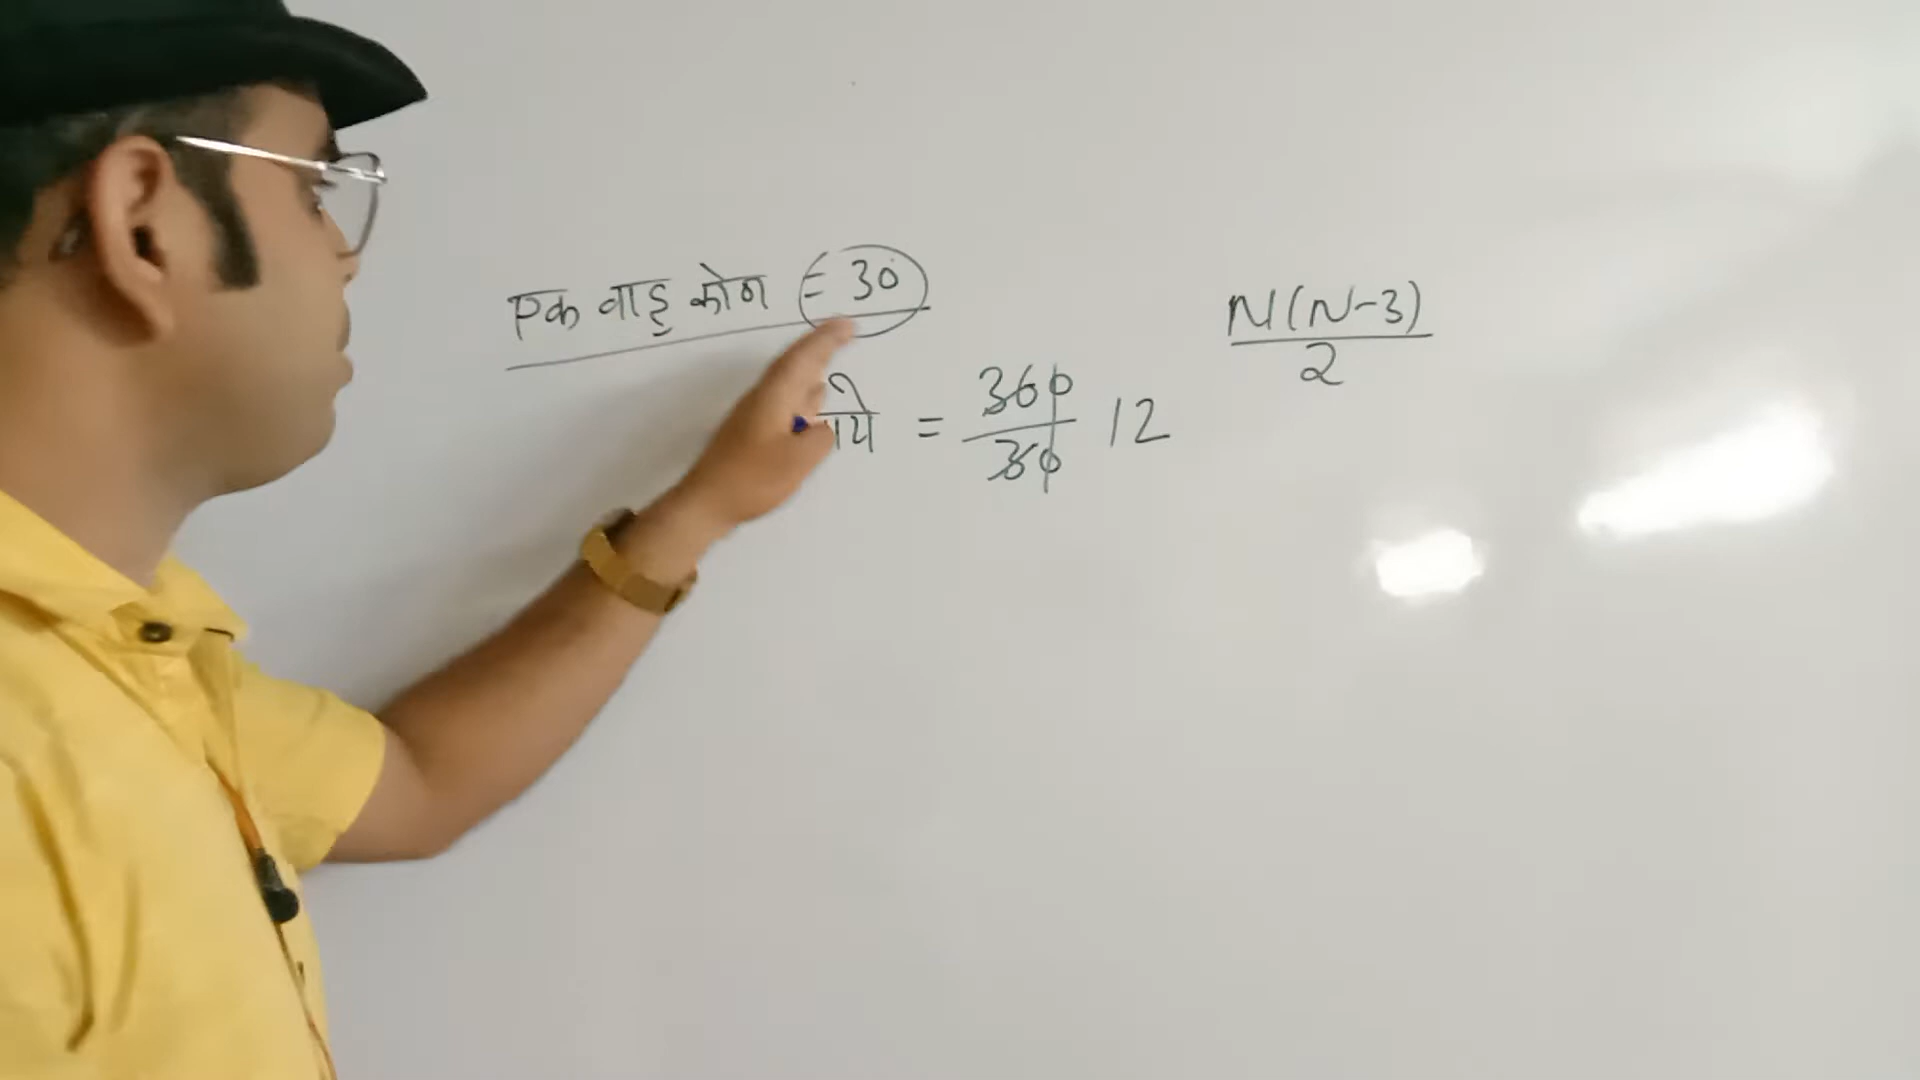 एक वाह्य कोण = 30
= 360/30 12
N(N-3)/2